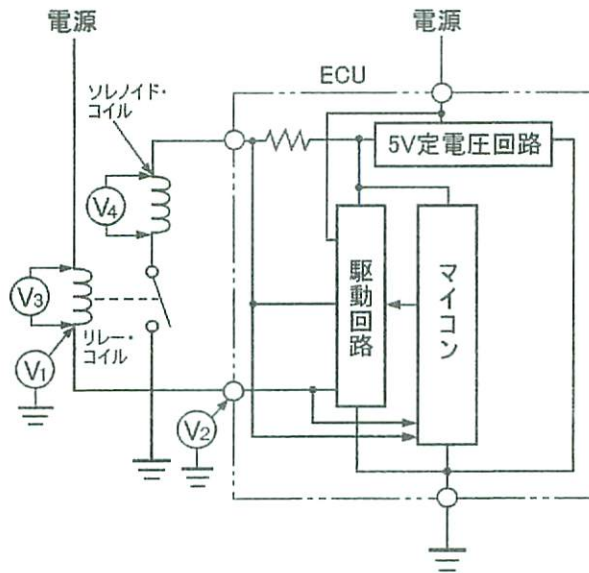 電源
電源
ECU
ソレノイド・
コイル
5V定電圧回路
V4
駆動回路
マイコン
V3
リレー・
コイル
V1
V2